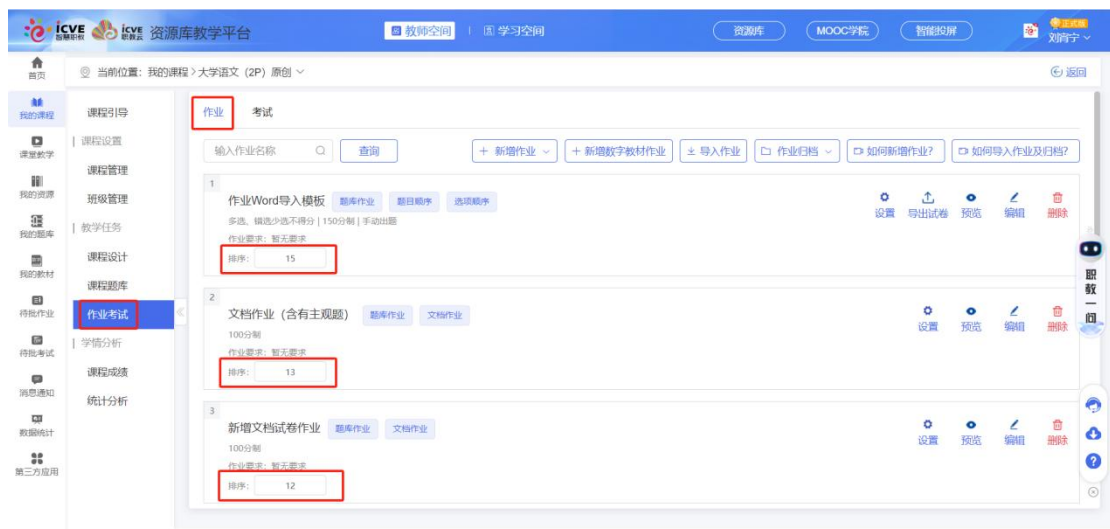 icve 智慧职教 icve 职教云 资源库教学平台 教师空间 学习空间 资源库 MOOC学院 智能投屏 正式版 刘俏宁
首页
当前位置：我的课程 > 大学语文（2P）原创
返回
我的课程
课堂教学
我的资源
我的题库
我的教材
待批作业
待批考试
消息通知
数据统计
第三方应用
课程引导
课程设置
课程管理
班级管理
教学任务
课程设计
课程题库
作业考试
学情分析
课程成绩
统计分析
作业 考试
输入作业名称 查询 + 新增作业 + 新增数字教材作业 导入作业 作业归档 如何新增作业? 如何导入作业及归档?
1
作业Word导入模板 题库作业 题目顺序 选项顺序
多选、错选少选不得分 | 150分制 | 手动出题
作业要求：暂无要求
排序： 15
设置 导出试卷 预览 编辑 删除
2
文档作业（含有主观题） 题库作业 文档作业
100分制
作业要求：暂无要求
排序： 13
设置 预览 编辑 删除
3
新增文档试卷作业 题库作业 文档作业
100分制
作业要求：暂无要求
排序： 12
设置 预览 编辑 删除
职教一问